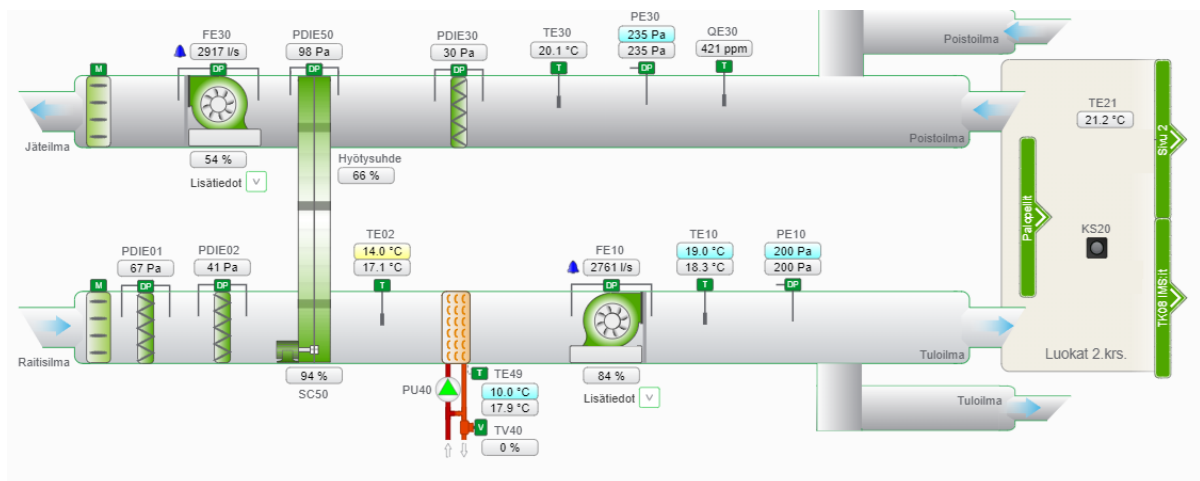 FE30
2917 l/s
DP
PDIE50
98 Pa
DP
PDIE30
30 Pa
DP
TE30
20.1 °C
T
PE30
235 Pa
235 Pa
DP
QE30
421 ppm
T
Poistoilma
M
Jäteilma
54 %
Lisätiedot
V
Hyötysuhde
66 %
Poistoilma
TE21
21.2 °C
Sivu 2
Palopellit
KS20
TK08 IMS:it
Luokat 2.krs.
M
PDIE01
67 Pa
DP
PDIE02
41 Pa
DP
TE02
14.0 °C
17.1 °C
T
FE10
2761 l/s
DP
TE10
19.0 °C
18.3 °C
T
PE10
200 Pa
200 Pa
DP
Raitisilma
Tuloilma
94 %
SC50
PU40
T
TE49
10.0 °C
17.9 °C
V
TV40
0 %
84 %
Lisätiedot
V
Tuloilma